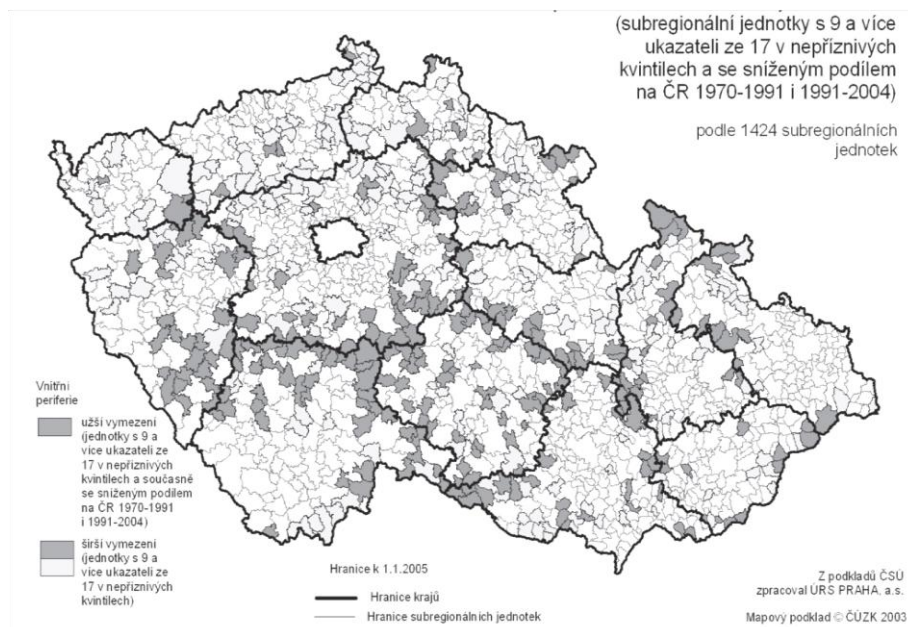 (subregionální jednotky s 9 a více
ukazateli ze 17 v nepříznivých
kvintilech a se sníženým podílem
na ČR 1970-1991 i 1991-2004)
podle 1424 subregionálních
jednotek
Vnitřní
periferie
užší vymezení
(jednotky s 9 a
více ukazateli ze
17 v nepříznivých
kvintilech a současně
se sníženým podílem
na ČR 1970-1991
i 1991-2004)
širší vymezení
(jednotky s 9 a
více ukazateli ze
17 v nepříznivých
kvintilech)
Hranice k 1.1.2005
Hranice krajů
Hranice subregionálních jednotek
Z podkladů ČSÚ
zpracoval ÚRS PRAHA, a.s.
Mapový podklad © ČÚZK 2003